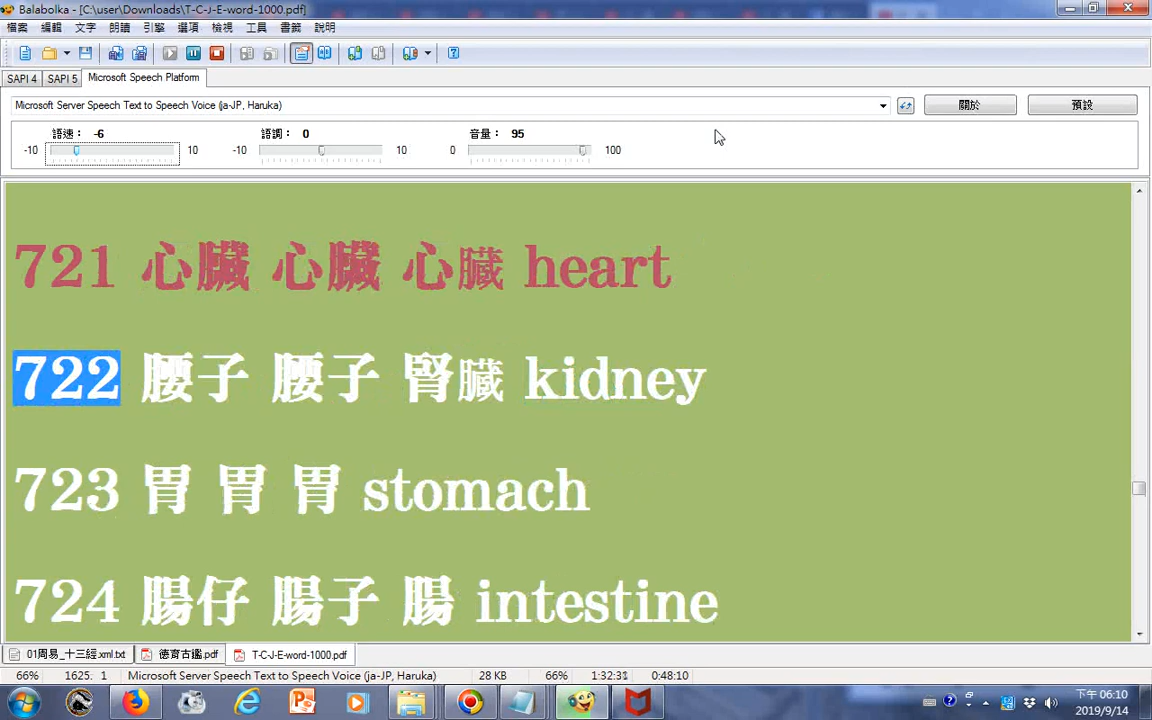 Balabolka - [C:\user\Downloads\T-C-J-E-word-1000.pdf]
檔案 編輯 文字 朗讀 引擎 選項 檢視 工具 書籤 說明
SAPI 4 SAPI 5 Microsoft Speech Platform
Microsoft Server Speech Text to Speech Voice (ja-JP, Haruka) 關於 預設
語速： -6 語調： 0 音量： 95
-10 10 -10 10 0 100
721 心臟 心臟 心臓 heart
722 腰子 腰子 腎臓 kidney
723 胃 胃 胃 stomach
724 腸仔 腸子 腸 intestine
01周易_十三經.xml.txt 德育古鑑.pdf T-C-J-E-word-1000.pdf
66% 1625. 1 Microsoft Server Speech Text to Speech Voice (ja-JP, Haruka) 28 KB 66% 1:32:31 0:48:10
下午 06:10
2019/9/14